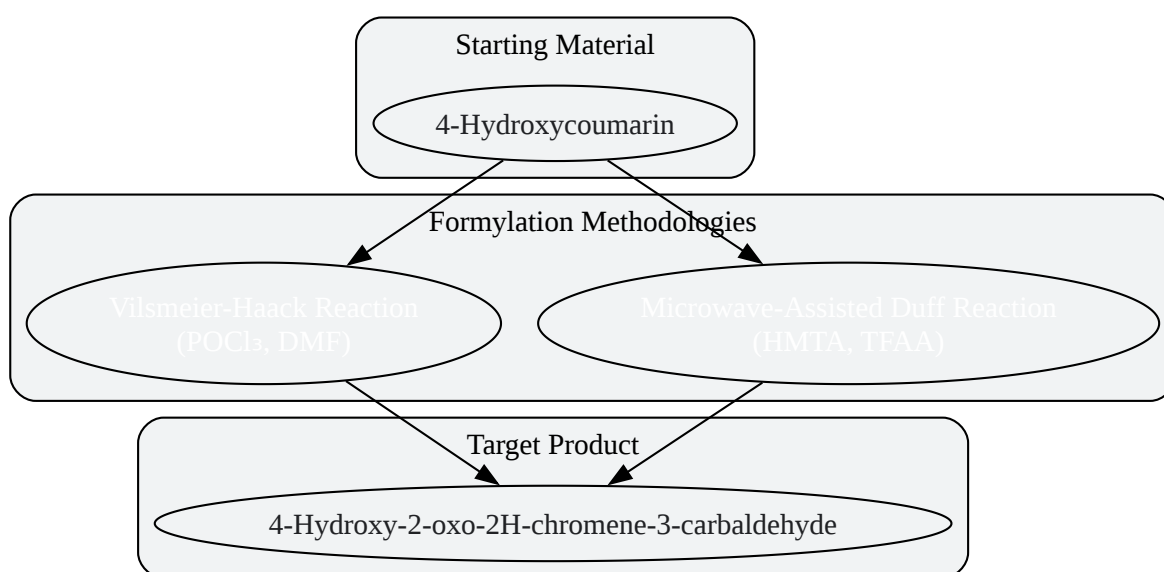 Starting Material
4-Hydroxycoumarin
Formylation Methodologies
Vilsmeier-Haack Reaction
(POCl₃, DMF)
Microwave-Assisted Duff Reaction
(HMTA, TFAA)
Target Product
4-Hydroxy-2-oxo-2H-chromene-3-carbaldehyde